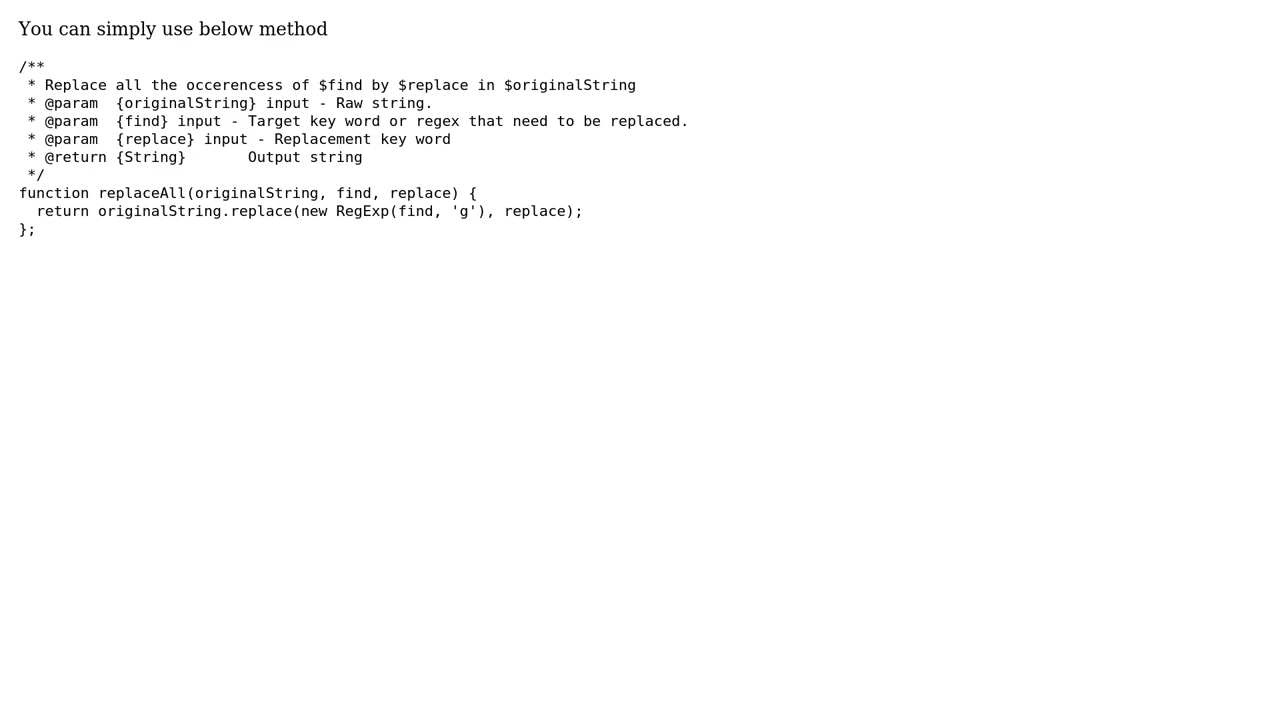 You can simply use below method
/**
 * Replace all the occerencess of $find by $replace in $originalString
 * @param  {originalString} input - Raw string.
 * @param  {find} input - Target key word or regex that need to be replaced.
 * @param  {replace} input - Replacement key word
 * @return {String}       Output string
 */
function replaceAll(originalString, find, replace) {
  return originalString.replace(new RegExp(find, 'g'), replace);
};